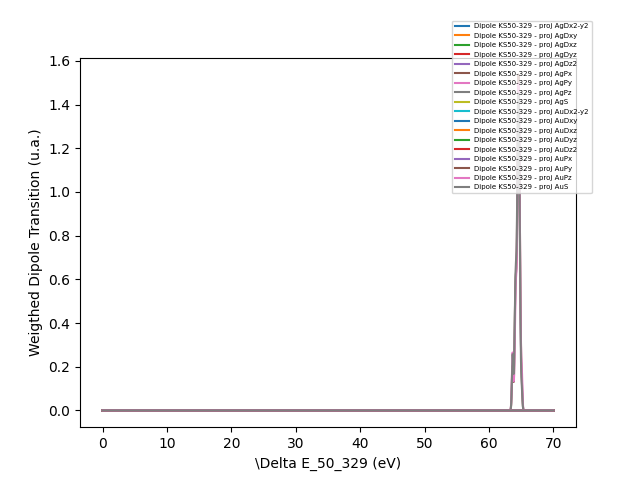 Dipole KS50-329 - proj AgDx2-y2
Dipole KS50-329 - proj AgDxy
Dipole KS50-329 - proj AgDxz
Dipole KS50-329 - proj AgDyz
Dipole KS50-329 - proj AgDz2
Dipole KS50-329 - proj AgPx
Dipole KS50-329 - proj AgPy
Dipole KS50-329 - proj AgPz
Dipole KS50-329 - proj AgS
Dipole KS50-329 - proj AuDx2-y2
Dipole KS50-329 - proj AuDxy
Dipole KS50-329 - proj AuDxz
Dipole KS50-329 - proj AuDyz
Dipole KS50-329 - proj AuDz2
Dipole KS50-329 - proj AuPx
Dipole KS50-329 - proj AuPy
Dipole KS50-329 - proj AuPz
Dipole KS50-329 - proj AuS
Weigthed Dipole Transition (u.a.)
1.6
1.4
1.2
1.0
0.8
0.6
0.4
0.2
0.0
0 10 20 30 40 50 60 70
\Delta E_50_329 (eV)